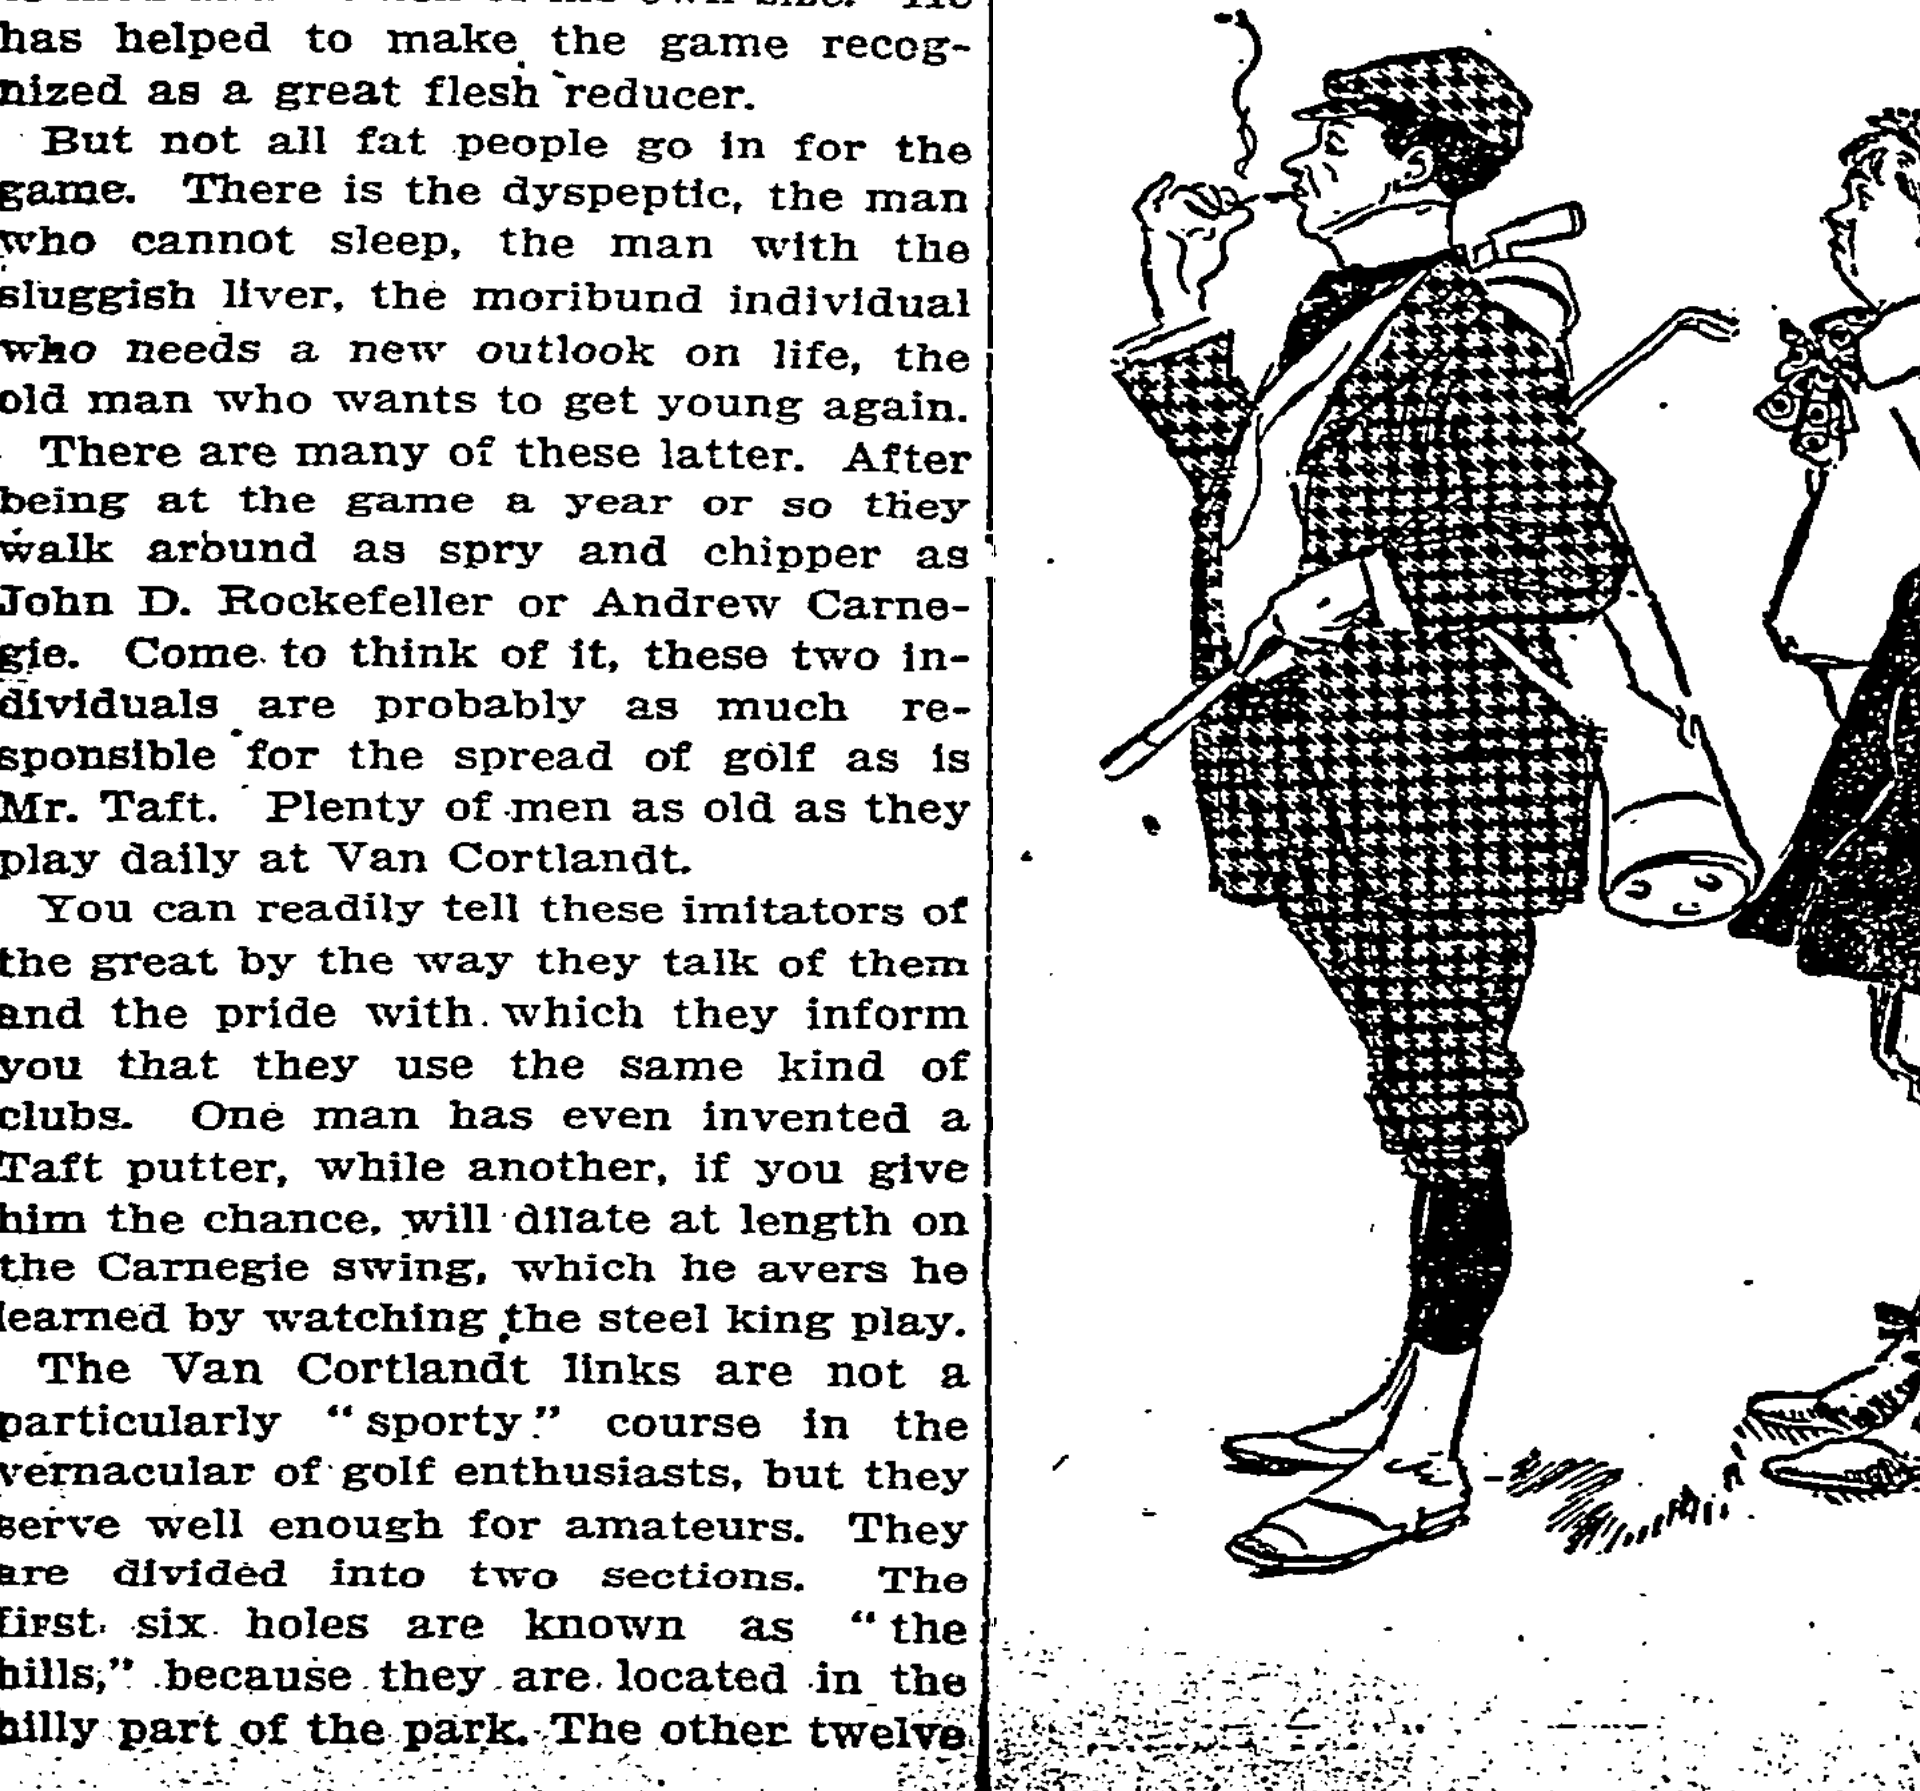 has helped to make the game recog-
nized as a great flesh reducer.
But not all fat people go in for the
game. There is the dyspeptic, the man
who cannot sleep, the man with the
sluggish liver, the moribund individual
who needs a new outlook on life, the
old man who wants to get young again.
There are many of these latter. After
being at the game a year or so they
walk around as spry and chipper as
John D. Rockefeller or Andrew Carne-
gie. Come to think of it, these two in-
dividuals are probably as much re-
sponsible for the spread of golf as is
Mr. Taft. Plenty of men as old as they
play daily at Van Cortlandt.
You can readily tell these imitators of
the great by the way they talk of them
and the pride with which they inform
you that they use the same kind of
clubs. One man has even invented a
Taft putter, while another, if you give
him the chance, will dilate at length on
the Carnegie swing, which he avers he
learned by watching the steel king play.
The Van Cortlandt links are not a
particularly "sporty" course in the
vernacular of golf enthusiasts, but they
serve well enough for amateurs. They
are divided into two sections. The
first six holes are known as "the
hills," because they are located in the
hilly part of the park. The other twelve